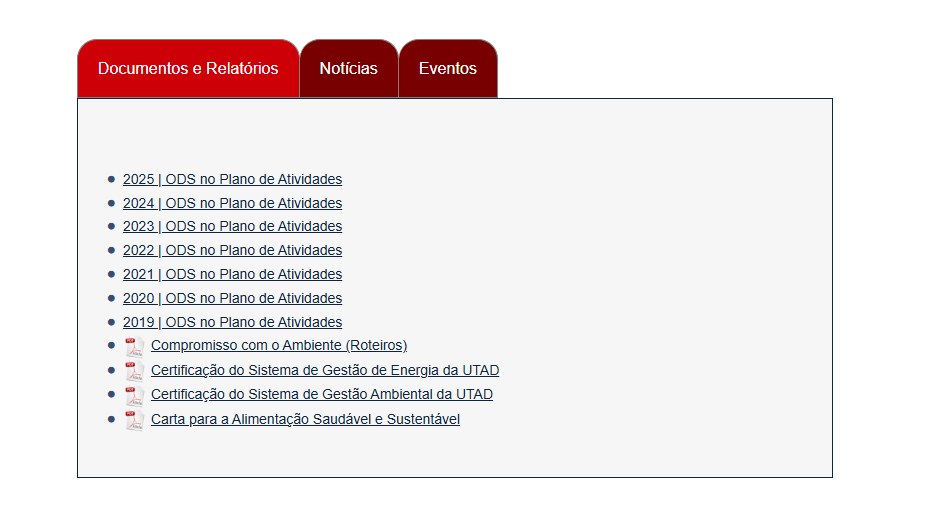 Documentos e Relatórios
Notícias
Eventos
2025 | ODS no Plano de Atividades
2024 | ODS no Plano de Atividades
2023 | ODS no Plano de Atividades
2022 | ODS no Plano de Atividades
2021 | ODS no Plano de Atividades
2020 | ODS no Plano de Atividades
2019 | ODS no Plano de Atividades
Compromisso com o Ambiente (Roteiros)
Certificação do Sistema de Gestão de Energia da UTAD
Certificação do Sistema de Gestão Ambiental da UTAD
Carta para a Alimentação Saudável e Sustentável